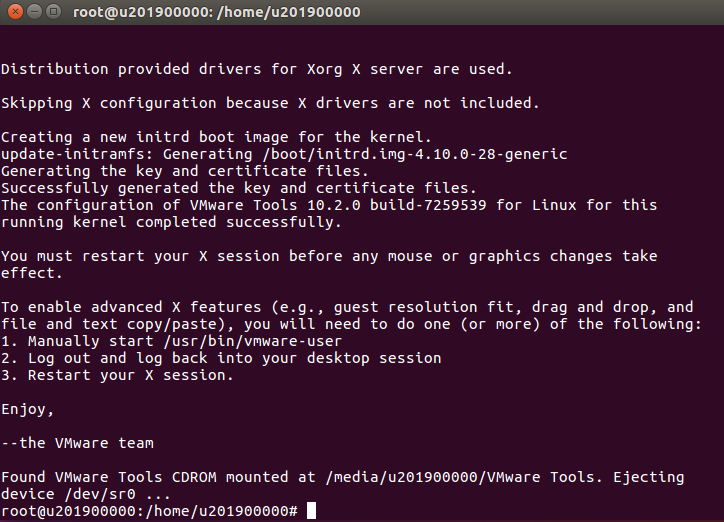 root@u201900000: /home/u201900000
Distribution provided drivers for Xorg X server are used.
Skipping X configuration because X drivers are not included.
Creating a new initrd boot image for the kernel.
update-initramfs: Generating /boot/initrd.img-4.10.0-28-generic
Generating the key and certificate files.
Successfully generated the key and certificate files.
The configuration of VMware Tools 10.2.0 build-7259539 for Linux for this
running kernel completed successfully.
You must restart your X session before any mouse or graphics changes take
effect.
To enable advanced X features (e.g., guest resolution fit, drag and drop, and
file and text copy/paste), you will need to do one (or more) of the following:
1. Manually start /usr/bin/vmware-user
2. Log out and log back into your desktop session
3. Restart your X session.
Enjoy,
--the VMware team
Found VMware Tools CDROM mounted at /media/u201900000/VMware Tools. Ejecting
device /dev/sr0 ...
root@u201900000:/home/u201900000#